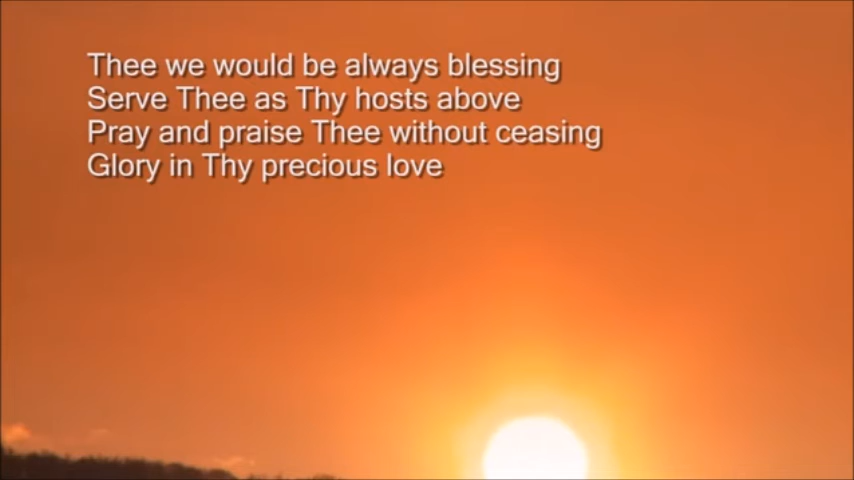 Thee we would be always blessing
Serve Thee as Thy hosts above
Pray and praise Thee without ceasing
Glory in Thy precious love